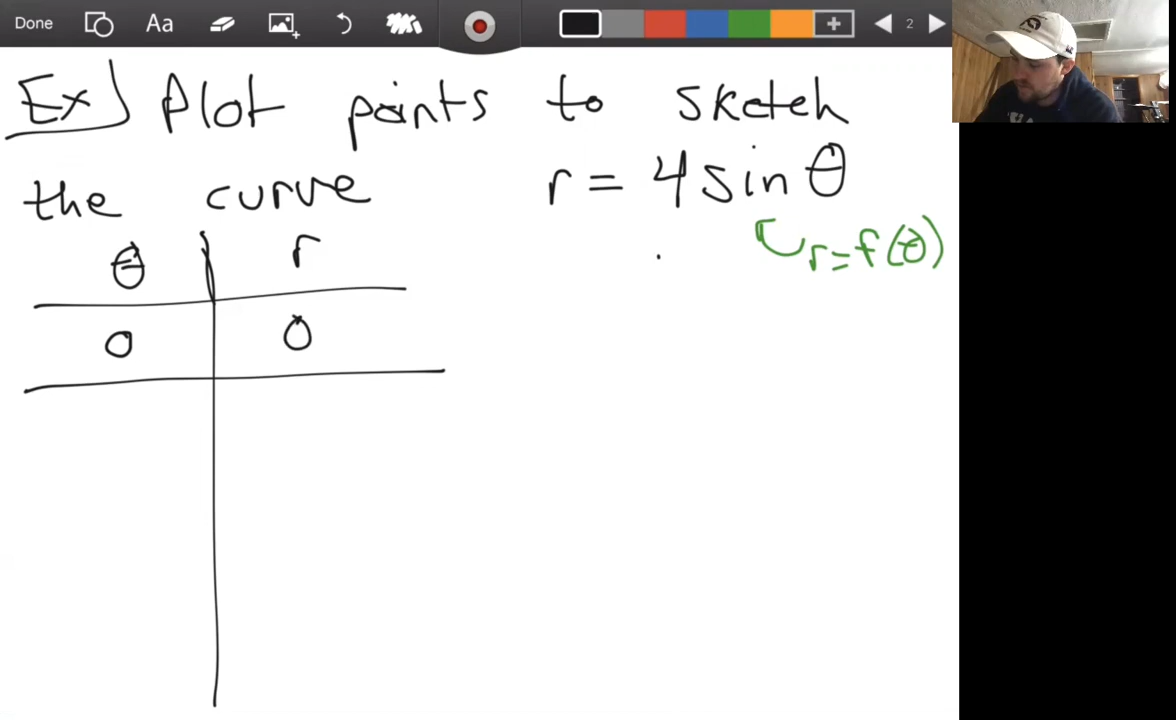 Done Aa 2
Ex) Plot points to sketch
the curve r = 4 sin θ
r = f(θ)
θ r
0 0